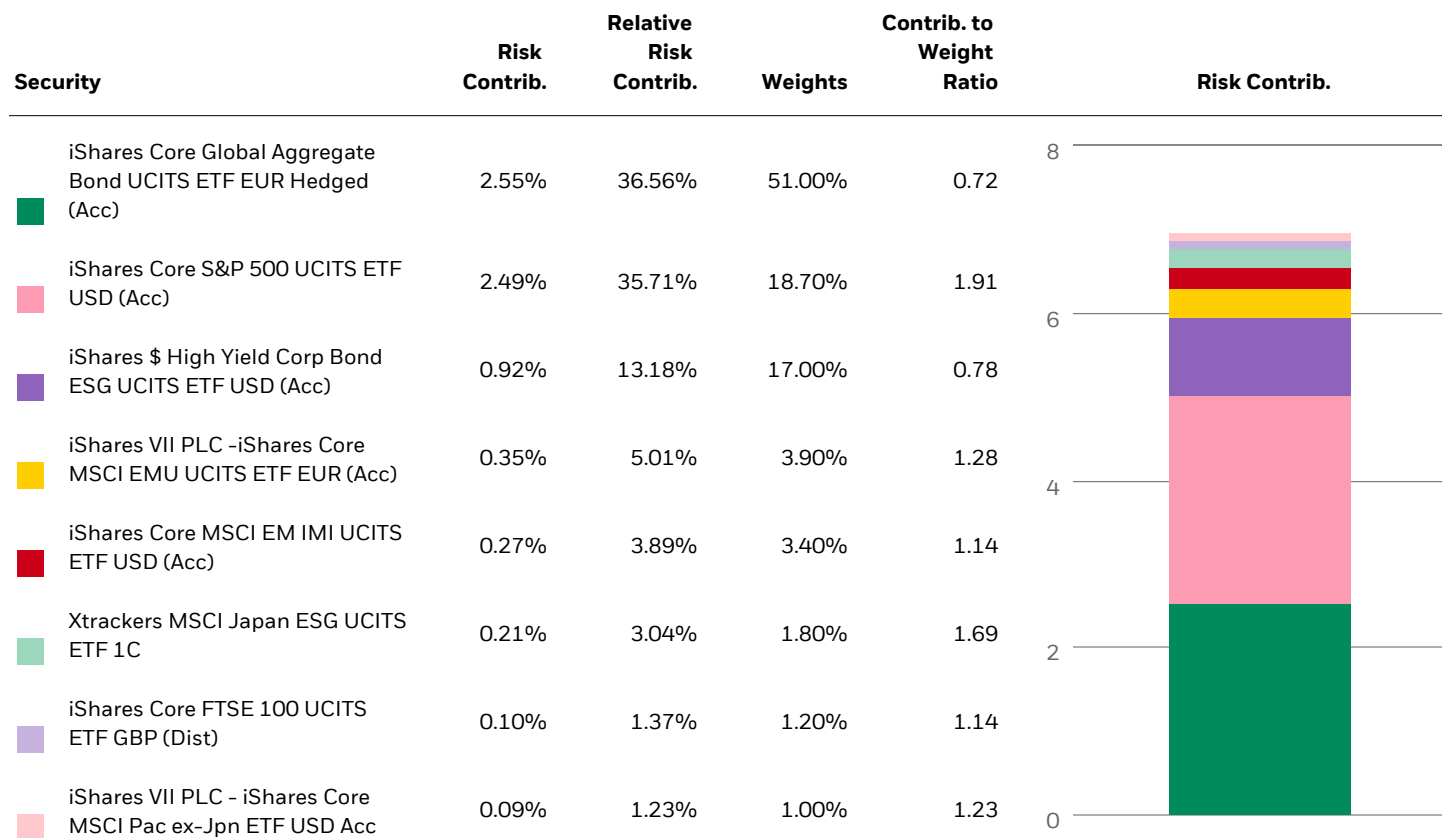 Security Risk Contrib. Relative Risk Contrib. Weights Contrib. to Weight Ratio Risk Contrib.
iShares Core Global Aggregate
Bond UCITS ETF EUR Hedged 2.55% 36.56% 51.00% 0.72
(Acc)
iShares Core S&P 500 UCITS ETF
USD (Acc) 2.49% 35.71% 18.70% 1.91
iShares $ High Yield Corp Bond
ESG UCITS ETF USD (Acc) 0.92% 13.18% 17.00% 0.78
iShares VII PLC -iShares Core
MSCI EMU UCITS ETF EUR (Acc) 0.35% 5.01% 3.90% 1.28
iShares Core MSCI EM IMI UCITS
ETF USD (Acc) 0.27% 3.89% 3.40% 1.14
Xtrackers MSCI Japan ESG UCITS
ETF 1C 0.21% 3.04% 1.80% 1.69
iShares Core FTSE 100 UCITS
ETF GBP (Dist) 0.10% 1.37% 1.20% 1.14
iShares VII PLC - iShares Core
MSCI Pac ex-Jpn ETF USD Acc 0.09% 1.23% 1.00% 1.23
8
6
4
2
0